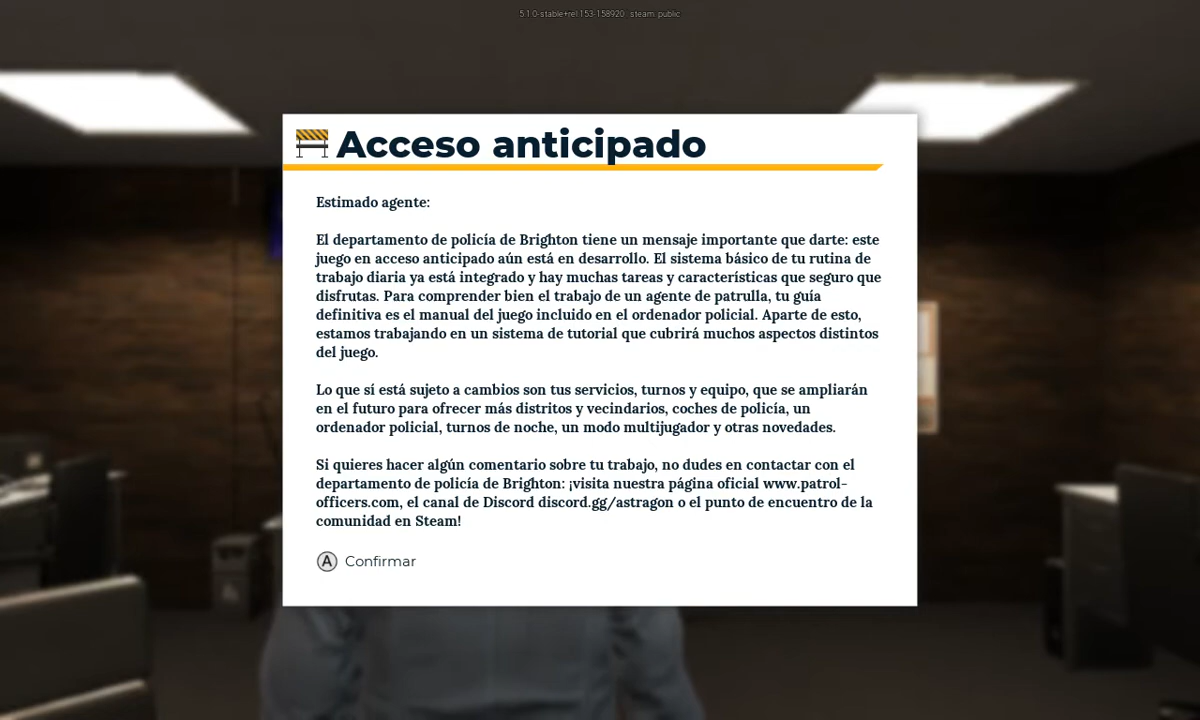 5.1.0-stable+rel.153-158920 : steam: public
Acceso anticipado
Estimado agente:
El departamento de policía de Brighton tiene un mensaje importante que darte: este
juego en acceso anticipado aún está en desarrollo. El sistema básico de tu rutina de
trabajo diaria ya está integrado y hay muchas tareas y características que seguro que
disfrutas. Para comprender bien el trabajo de un agente de patrulla, tu guía
definitiva es el manual del juego incluido en el ordenador policial. Aparte de esto,
estamos trabajando en un sistema de tutorial que cubrirá muchos aspectos distintos
del juego.
Lo que sí está sujeto a cambios son tus servicios, turnos y equipo, que se ampliarán
en el futuro para ofrecer más distritos y vecindarios, coches de policía, un
ordenador policial, turnos de noche, un modo multijugador y otras novedades.
Si quieres hacer algún comentario sobre tu trabajo, no dudes en contactar con el
departamento de policía de Brighton: ¡visita nuestra página oficial www.patrol-
officers.com, el canal de Discord discord.gg/astragon o el punto de encuentro de la
comunidad en Steam!
A Confirmar